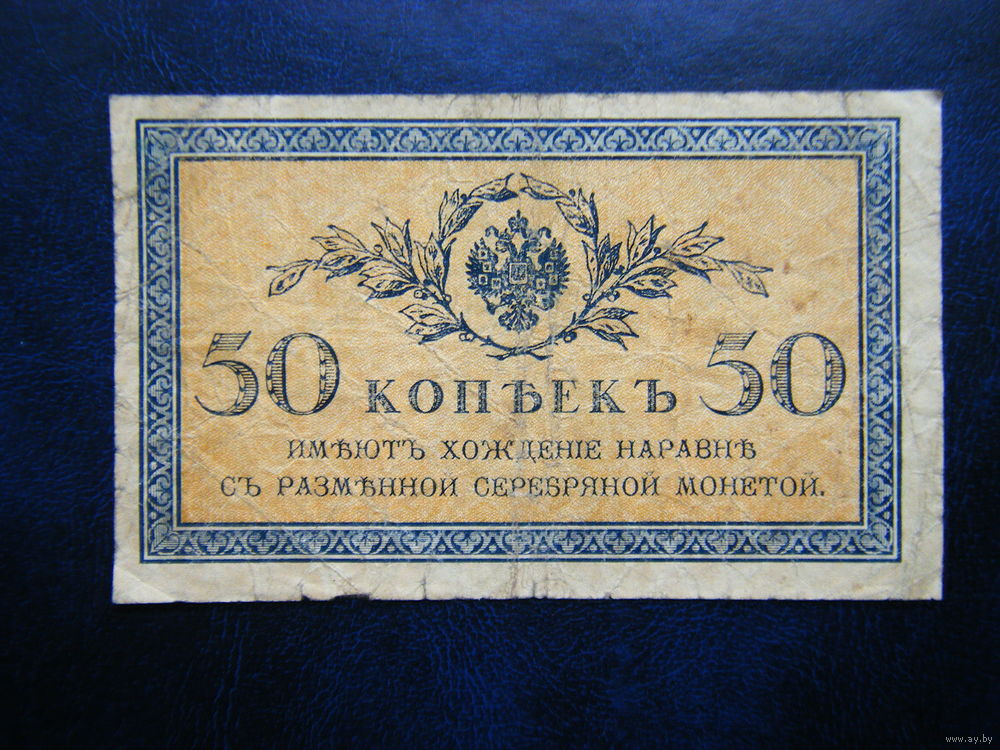 50 КОПѢЕКЪ 50
ИМѢЮТЪ ХОЖДЕНІЕ НАРАВНѢ
СЪ РАЗМѢННОЙ СЕРЕБРЯНОЙ МОНЕТОЙ.
www.ay.by